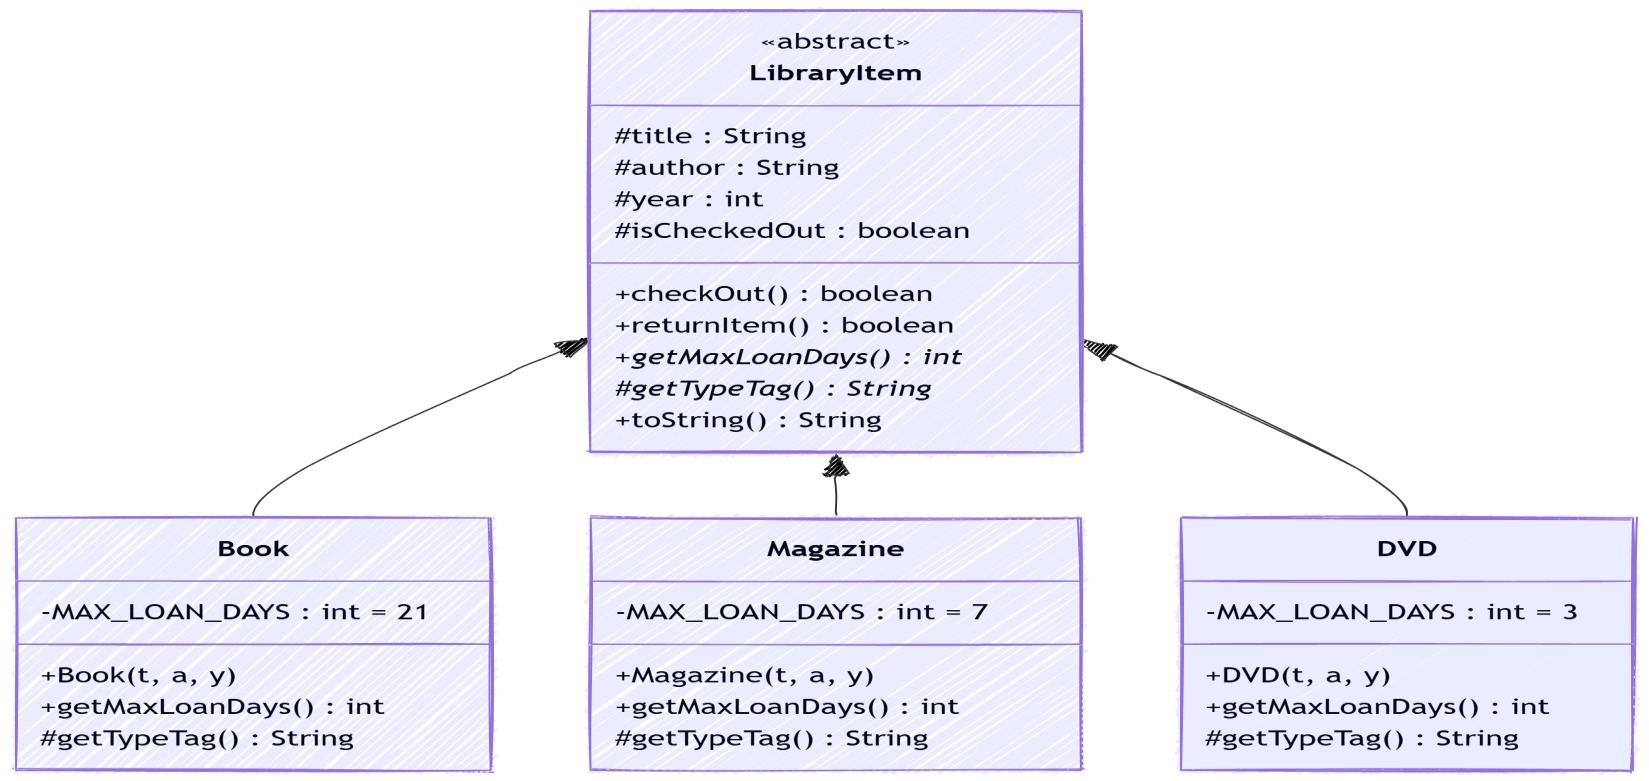 «abstract»
LibraryItem
#title : String
#author : String
#year : int
#isCheckedOut : boolean
+checkOut() : boolean
+returnItem() : boolean
+getMaxLoanDays() : int
#getTypeTag() : String
+toString() : String
Book
-MAX_LOAN_DAYS : int = 21
+Book(t, a, y)
+getMaxLoanDays() : int
#getTypeTag() : String
Magazine
-MAX_LOAN_DAYS : int = 7
+Magazine(t, a, y)
+getMaxLoanDays() : int
#getTypeTag() : String
DVD
-MAX_LOAN_DAYS : int = 3
+DVD(t, a, y)
+getMaxLoanDays() : int
#getTypeTag() : String